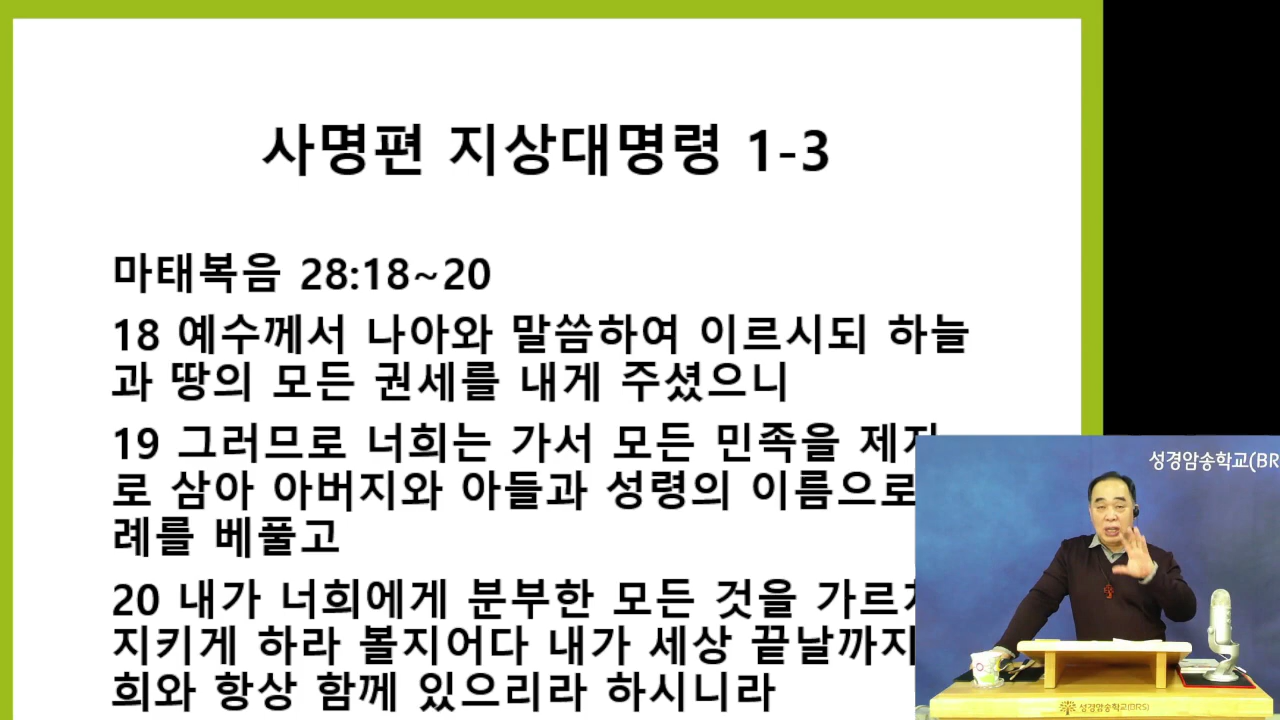 사명편 지상대명령 1-3
마태복음 28:18~20
18 예수께서 나아와 말씀하여 이르시되 하늘
과 땅의 모든 권세를 내게 주셨으니
19 그러므로 너희는 가서 모든 민족을 제자
로 삼아 아버지와 아들과 성령의 이름으로
례를 베풀고
20 내가 너희에게 분부한 모든 것을 가르쳐
지키게 하라 볼지어다 내가 세상 끝날까지
희와 항상 함께 있으리라 하시니라
성경암송학교(BR
성경암송학교(BRS)